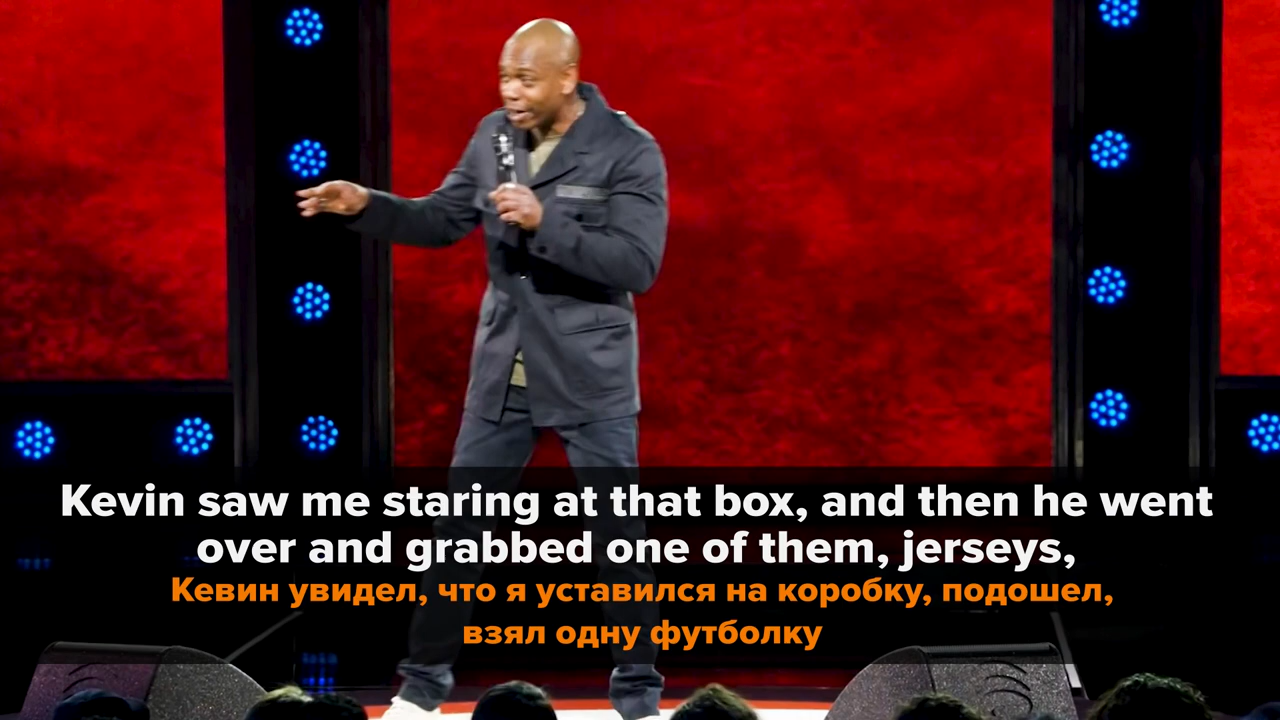 Kevin saw me staring at that box, and then he went
over and grabbed one of them, jerseys,
Кевин увидел, что я уставился на коробку, подошел,
взял одну футболку